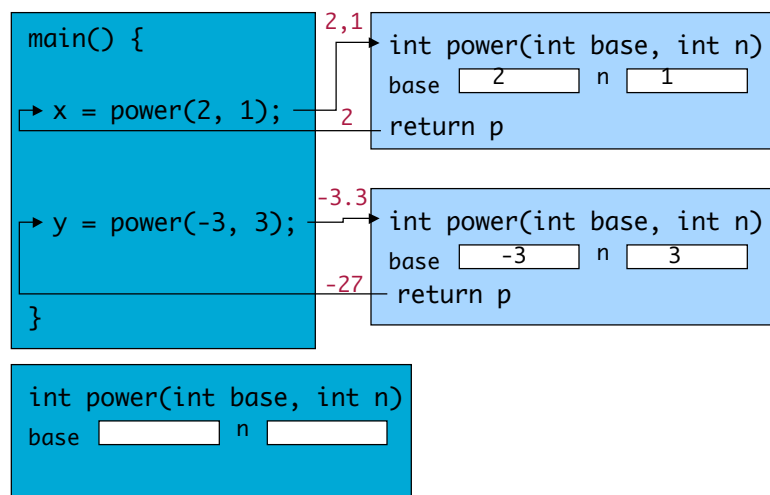 main() {
x = power(2, 1);
y = power(-3, 3);
}
2,1
2
-3.3
-27
int power(int base, int n)
base 2 n 1
return p
int power(int base, int n)
base -3 n 3
return p
int power(int base, int n)
base n